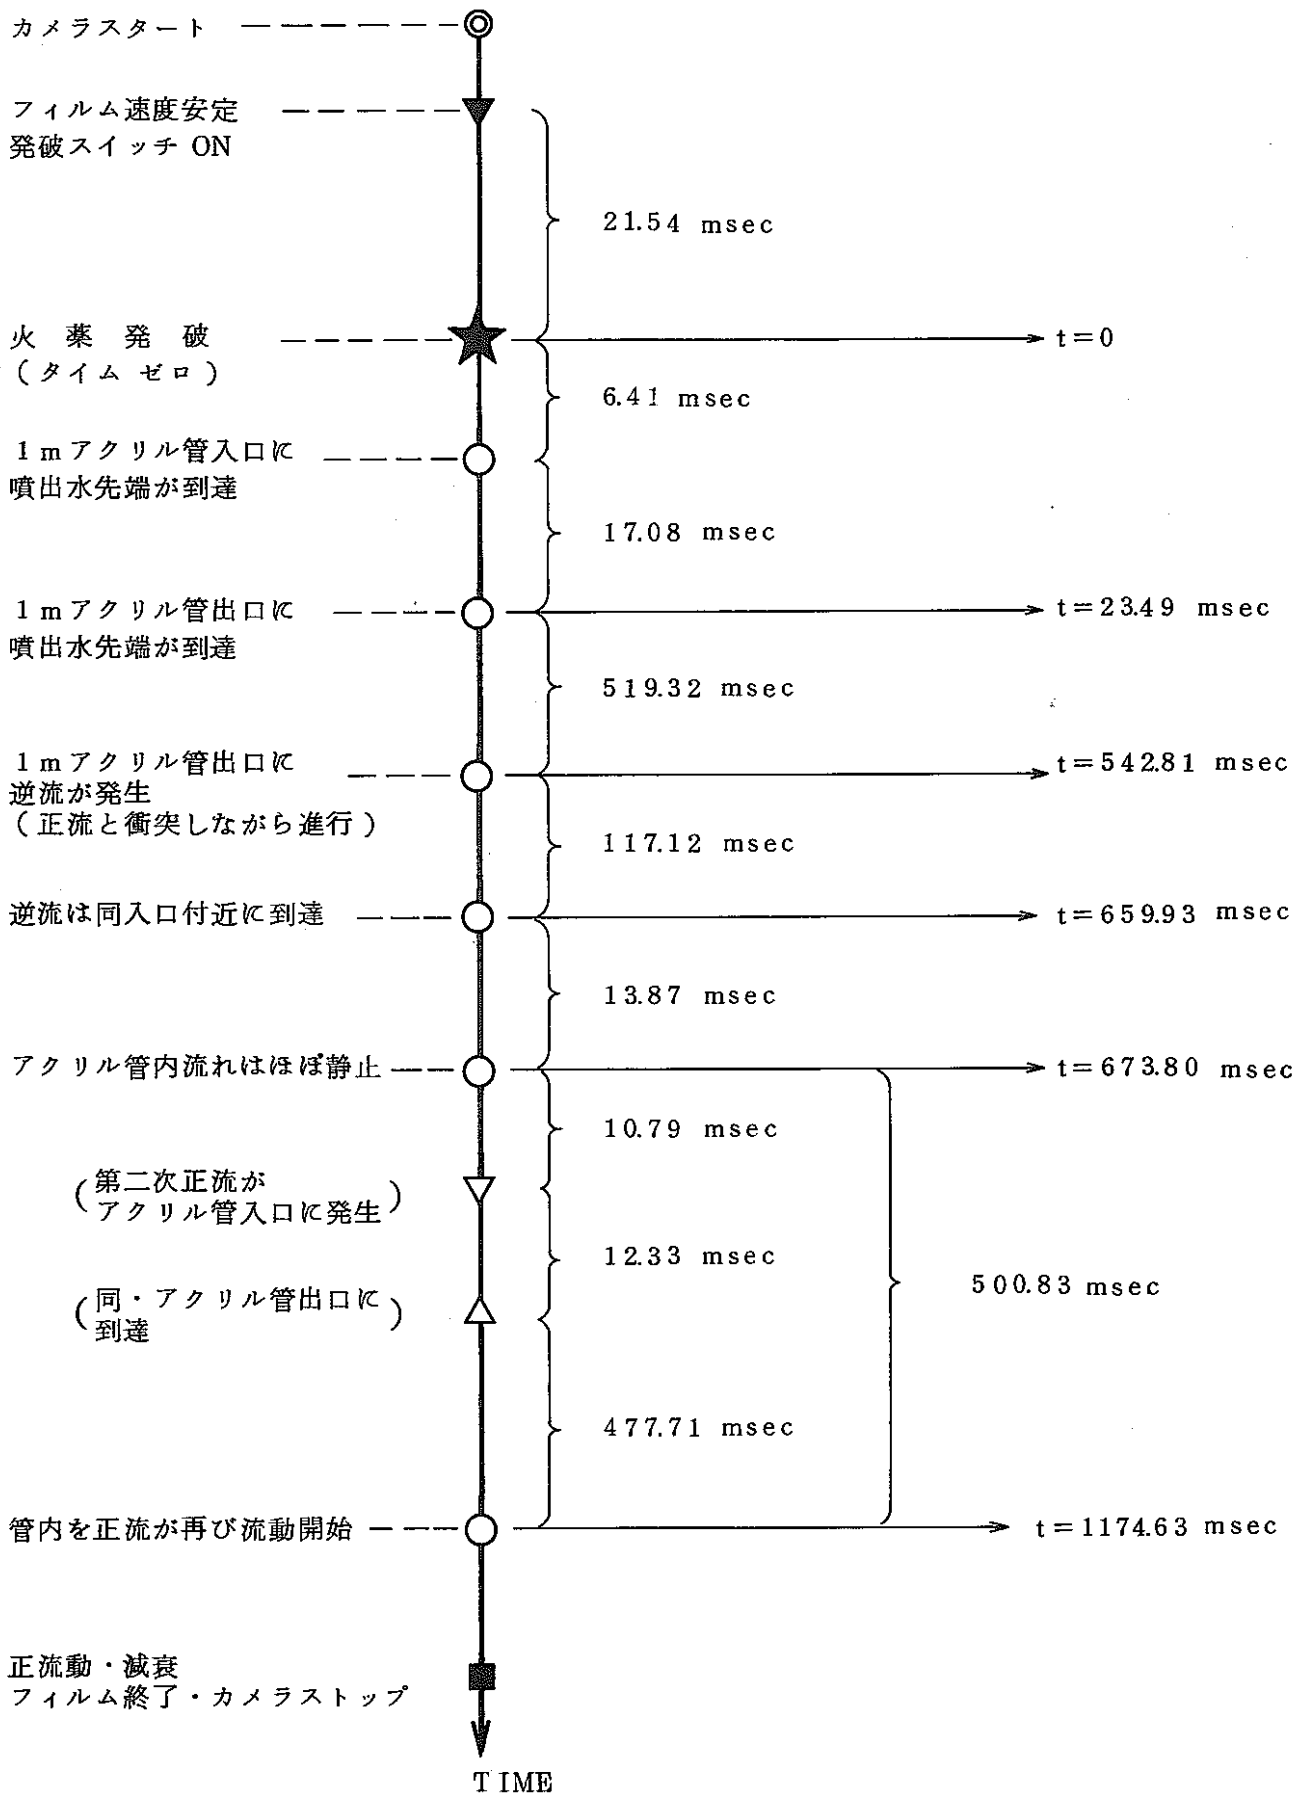 カメラスタート
フィルム速度安定
発破スイッチ ON
21.54 msec
火薬発破
(タイム ゼロ)
t=0
6.41 msec
1mアクリル管入口に
噴出水先端が到達
17.08 msec
1mアクリル管出口に
噴出水先端が到達
t=23.49 msec
519.32 msec
1mアクリル管出口に
逆流が発生
(正流と衝突しながら進行)
t=542.81 msec
117.12 msec
逆流は同入口付近に到達
t=659.93 msec
13.87 msec
アクリル管内流れはほぼ静止
t=673.80 msec
10.79 msec
(第二次正流が
アクリル管入口に発生)
12.33 msec
500.83 msec
(同・アクリル管出口に
到達)
477.71 msec
管内を正流が再び流動開始
t=1174.63 msec
正流動・減衰
フィルム終了・カメラストップ
TIME